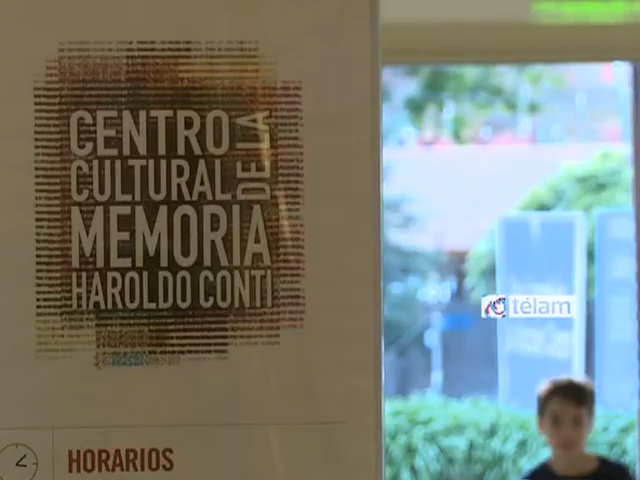 CENTRO
CULTURAL DE LA
MEMORIA
HAROLDO CONTI
HORARIOS
télam